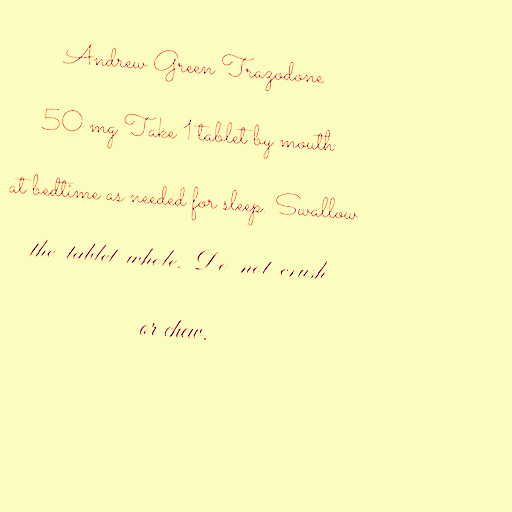 Andrew Green Trazodone
50 mg Take 1 tablet by mouth
at bedtime as needed for sleep. Swallow
the tablet whole. Do not crush
or chew.